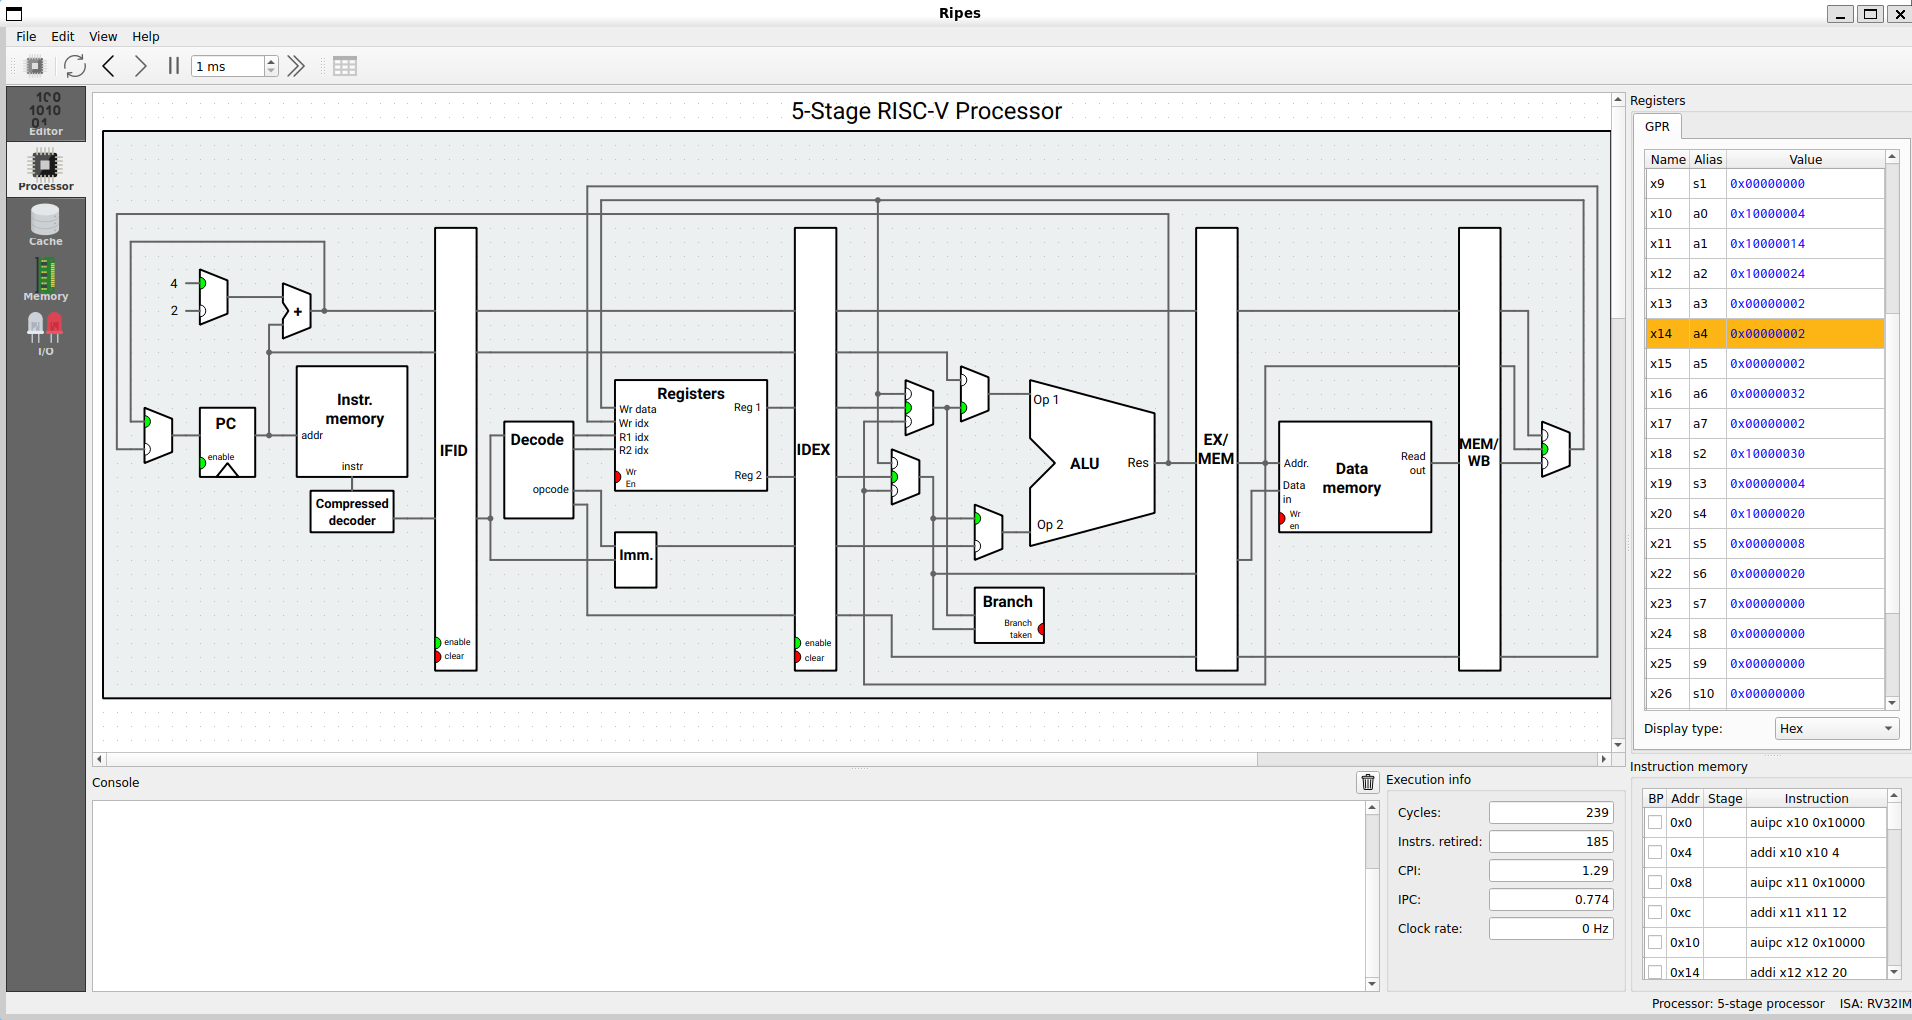 Ripes
File Edit View Help
1 ms
Editor
Processor
Cache
Memory
I/O
5-Stage RISC-V Processor
4
2
+
PC
enable
Instr.
memory
addr
instr
Compressed
decoder
IFID
enable
clear
Decode
opcode
Registers
Wr data
Wr idx
R1 idx
R2 idx
Wr
En
Reg 1
Reg 2
Imm.
IDEX
enable
clear
Op 1
ALU
Res
Op 2
Branch
Branch
taken
EX/
MEM
Addr.
Data
in
Wr
en
Data
memory
Read
out
MEM/
WB
Registers
GPR
Name Alias Value
x9 s1 0x00000000
x10 a0 0x10000004
x11 a1 0x10000014
x12 a2 0x10000024
x13 a3 0x00000002
x14 a4 0x00000002
x15 a5 0x00000002
x16 a6 0x00000032
x17 a7 0x00000002
x18 s2 0x10000030
x19 s3 0x00000004
x20 s4 0x10000020
x21 s5 0x00000008
x22 s6 0x00000020
x23 s7 0x00000000
x24 s8 0x00000000
x25 s9 0x00000000
x26 s10 0x00000000
Display type: Hex
Console
Execution info
Cycles: 239
Instrs. retired: 185
CPI: 1.29
IPC: 0.774
Clock rate: 0 Hz
Instruction memory
BP Addr Stage Instruction
0x0 auipc x10 0x10000
0x4 addi x10 x10 4
0x8 auipc x11 0x10000
0xc addi x11 x11 12
0x10 auipc x12 0x10000
0x14 addi x12 x12 20
Processor: 5-stage processor ISA: RV32IM